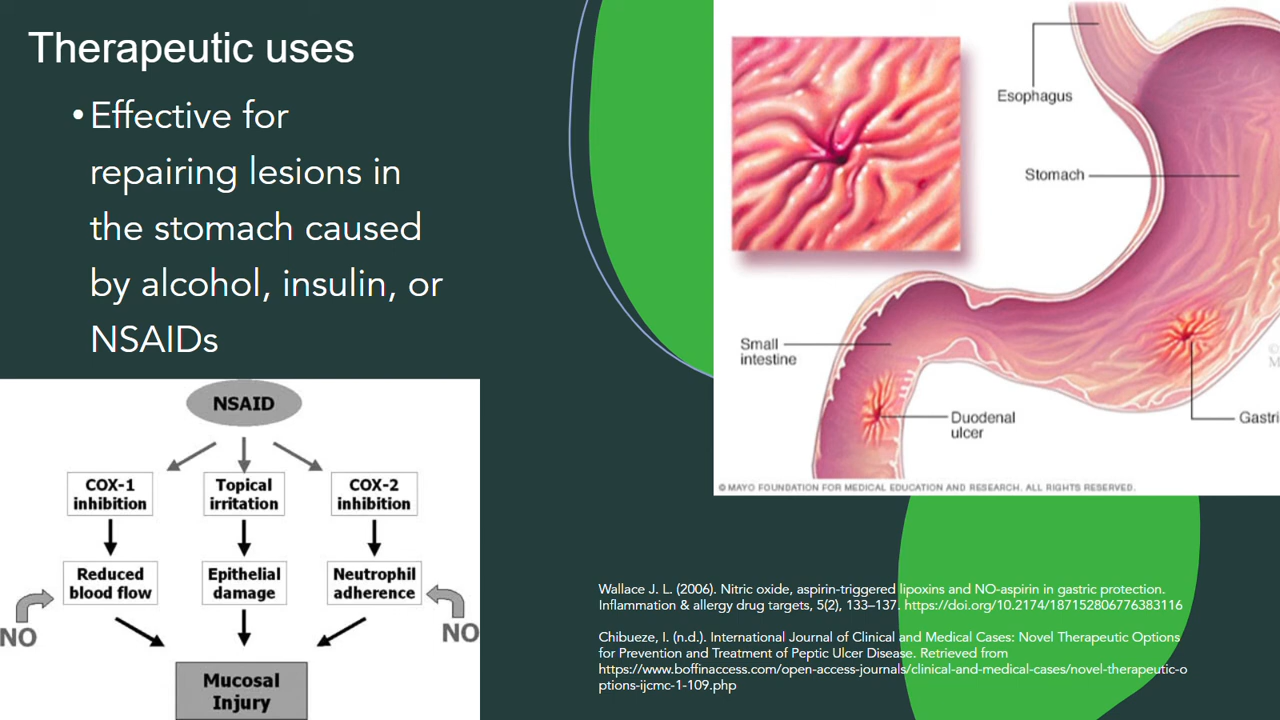 Therapeutic uses
• Effective for
repairing lesions in
the stomach caused
by alcohol, insulin, or
NSAIDs
NSAID
COX-1
inhibition
Topical
irritation
COX-2
inhibition
Reduced
blood flow
Epithelial
damage
Neutrophil
adherence
NO
NO
Mucosal
Injury
Esophagus
Stomach
Small
intestine
Duodenal
ulcer
Gastri
©
M
© MAYO FOUNDATION FOR MEDICAL EDUCATION AND RESEARCH. ALL RIGHTS RESERVED.
Wallace J. L. (2006). Nitric oxide, aspirin-triggered lipoxins and NO-aspirin in gastric protection.
Inflammation & allergy drug targets, 5(2), 133–137. https://doi.org/10.2174/187152806776383116
Chibueze, I. (n.d.). International Journal of Clinical and Medical Cases: Novel Therapeutic Options
for Prevention and Treatment of Peptic Ulcer Disease. Retrieved from
https://www.boffinaccess.com/open-access-journals/clinical-and-medical-cases/novel-therapeutic-o
ptions-ijcmc-1-109.php